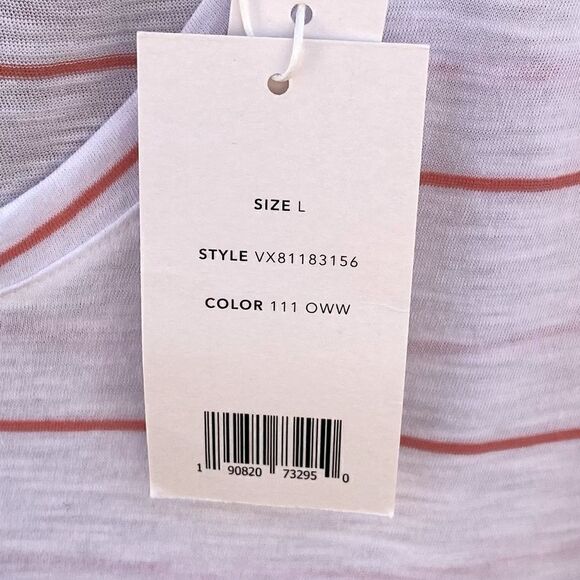 SIZE L
STYLE VX81183156
COLOR 111 OWW
1 90820 73295 0